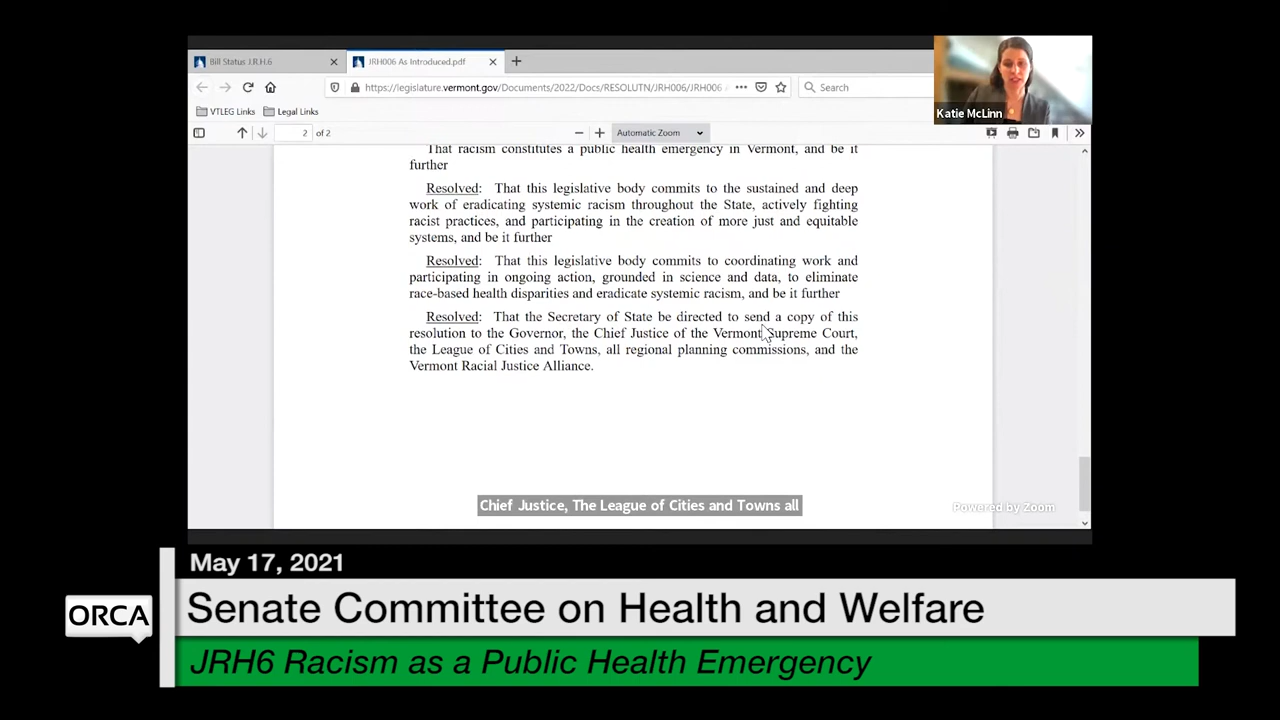 Bill Status J.R.H.6
JRH006 As Introduced.pdf
https://legislature.vermont.gov/Documents/2022/Docs/RESOLUTN/JRH006/JRH006
Search
VTLEG Links
Legal Links
2 of 2
Automatic Zoom
Katie McLinn
That racism constitutes a public health emergency in Vermont, and be it
further
Resolved: That this legislative body commits to the sustained and deep
work of eradicating systemic racism throughout the State, actively fighting
racist practices, and participating in the creation of more just and equitable
systems, and be it further
Resolved: That this legislative body commits to coordinating work and
participating in ongoing action, grounded in science and data, to eliminate
race-based health disparities and eradicate systemic racism, and be it further
Resolved: That the Secretary of State be directed to send a copy of this
resolution to the Governor, the Chief Justice of the Vermont Supreme Court,
the League of Cities and Towns, all regional planning commissions, and the
Vermont Racial Justice Alliance.
Chief Justice, The League of Cities and Towns all
Powered by Zoom
May 17, 2021
ORCA
Senate Committee on Health and Welfare
JRH6 Racism as a Public Health Emergency